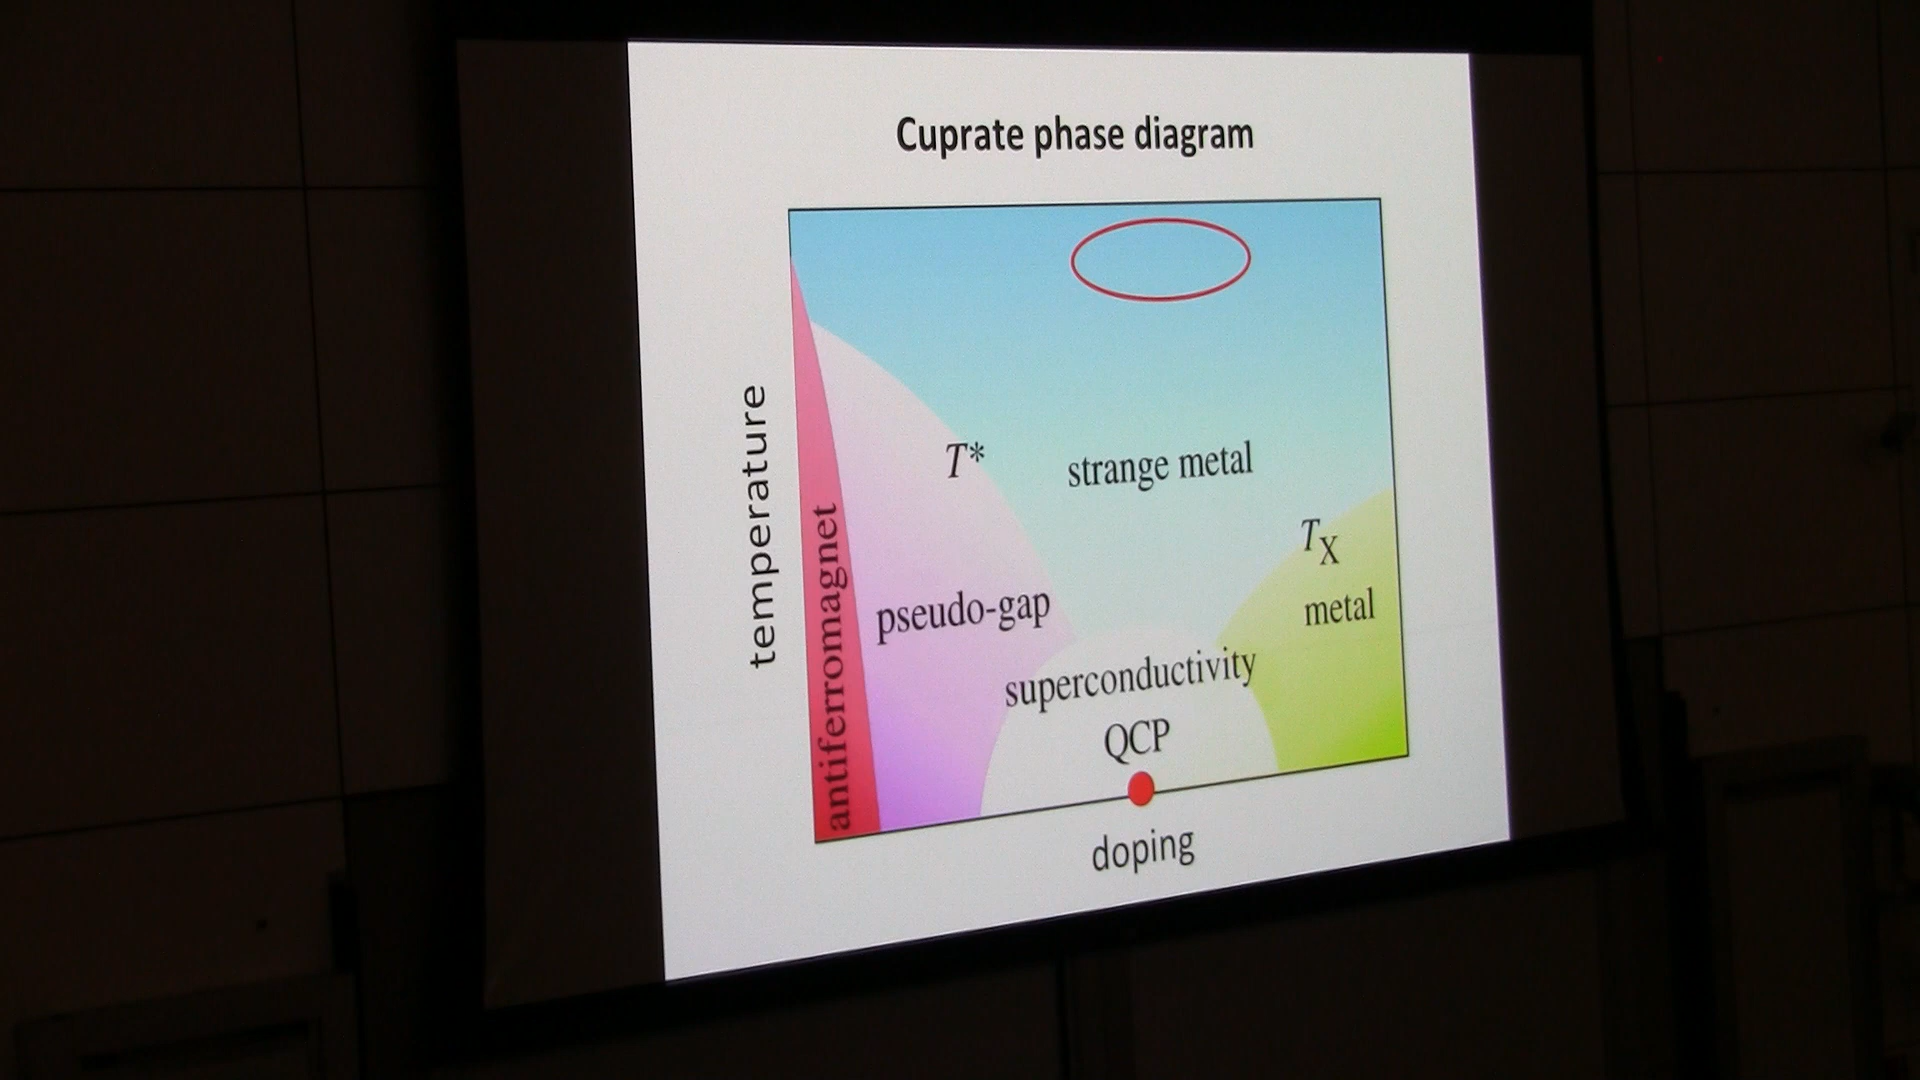 Cuprate phase diagram
temperature
T*
strange metal
T_X
metal
antiferromagnet
pseudo-gap
superconductivity
QCP
doping